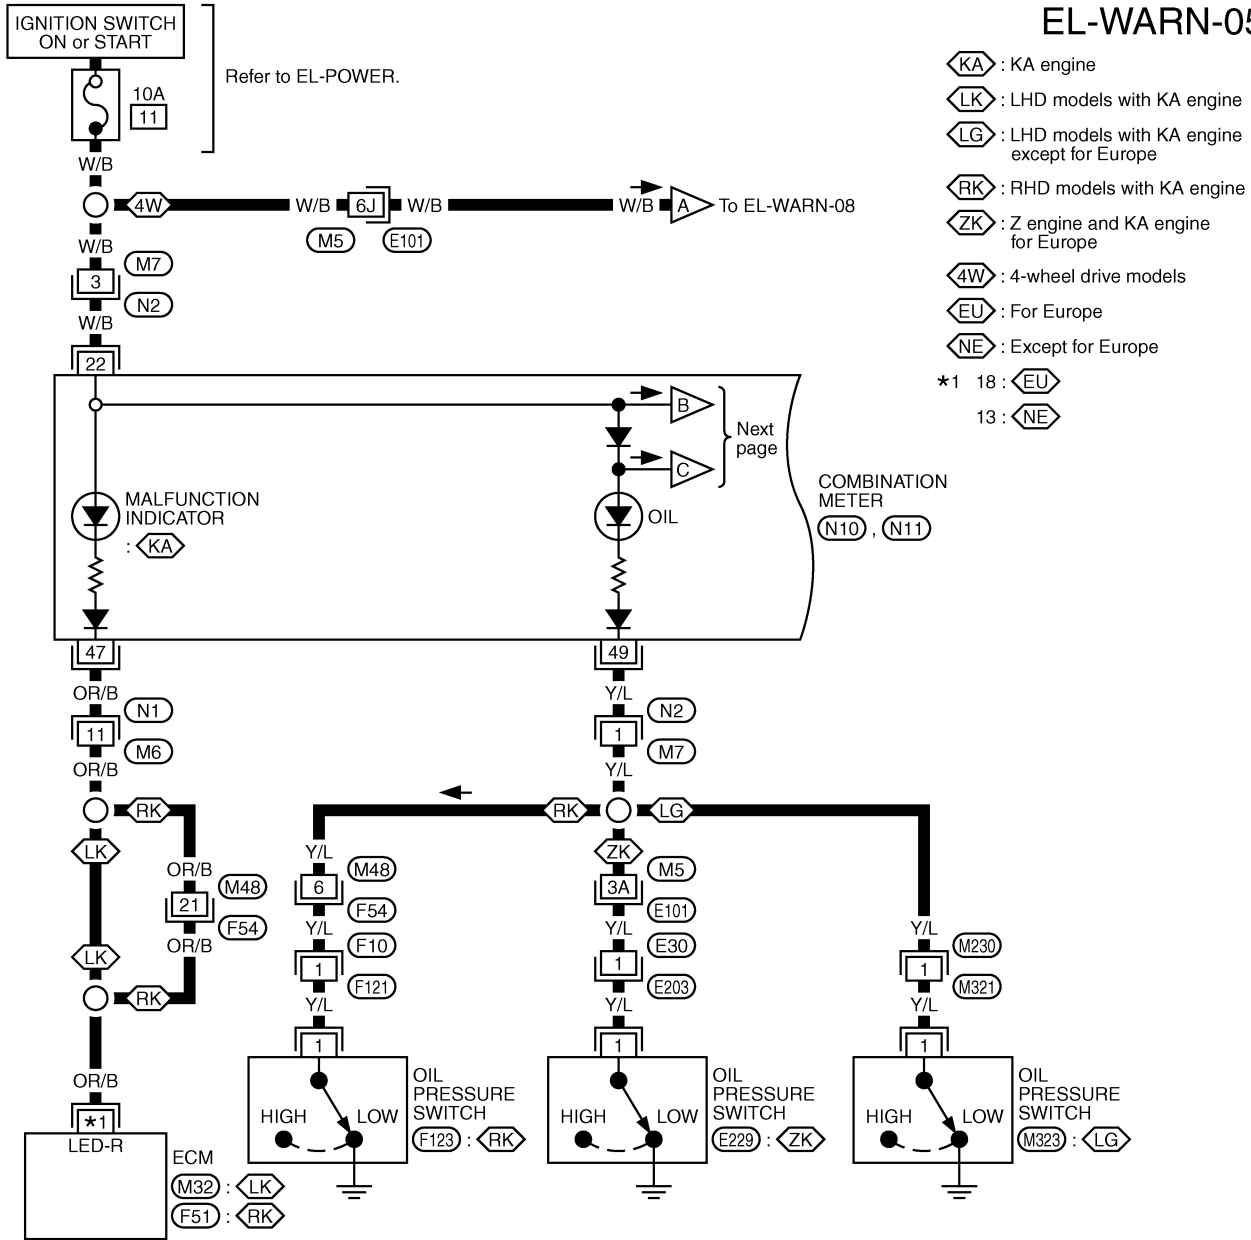 EL-WARN-05
IGNITION SWITCH
ON or START
Refer to EL-POWER.
10A
11
W/B
4W
W/B
6J
W/B
W/B
A
To EL-WARN-08
M5
E101
W/B
M7
3
N2
W/B
22
KA : KA engine
LK : LHD models with KA engine
LG : LHD models with KA engine
except for Europe
RK : RHD models with KA engine
ZK : Z engine and KA engine
for Europe
4W : 4-wheel drive models
EU : For Europe
NE : Except for Europe
*1 18 : EU
13 : NE
B
C
Next
page
MALFUNCTION
INDICATOR
: KA
OIL
COMBINATION
METER
N10 , N11
47
OR/B
N1
11
M6
OR/B
49
Y/L
N2
1
M7
Y/L
RK
LK
OR/B
M48
21
F54
OR/B
LK
RK
OR/B
*1
LED-R
ECM
M32 : LK
F51 : RK
RK
LG
Y/L
M48
6
F54
Y/L
F10
1
F121
Y/L
1
HIGH
LOW
OIL
PRESSURE
SWITCH
F123 : RK
ZK
M5
3A
E101
Y/L
E30
1
E203
Y/L
1
HIGH
LOW
OIL
PRESSURE
SWITCH
E229 : ZK
Y/L
M230
1
M321
Y/L
1
HIGH
LOW
OIL
PRESSURE
SWITCH
M323 : LG